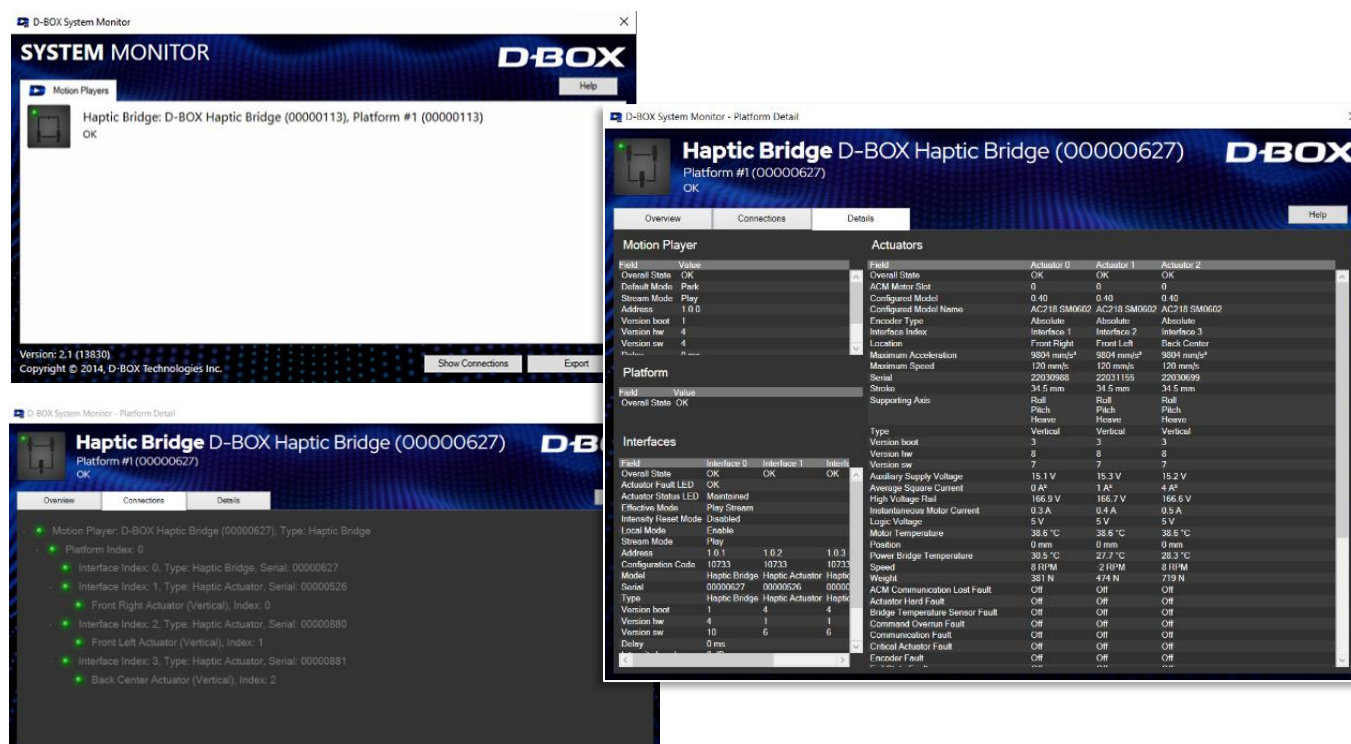 D-BOX System Monitor
SYSTEM MONITOR
D-BOX
Motion Players
Help
Haptic Bridge: D-BOX Haptic Bridge (00000113), Platform #1 (00000113)
OK
Version: 2.1 (13830)
Copyright © 2014, D-BOX Technologies Inc.
Show Connections
Export
D-BOX System Monitor - Platform Detail
Haptic Bridge D-BOX Haptic Bridge (00000627)
Platform #1 (00000627)
OK
Overview
Connections
Details
Motion Player: D-BOX Haptic Bridge (00000627), Type: Haptic Bridge
Platform Index: 0
Interface Index: 0, Type: Haptic Bridge, Serial: 00000627
Interface Index: 1, Type: Haptic Actuator, Serial: 00000526
Front Right Actuator (Vertical), Index: 0
Interface Index: 2, Type: Haptic Actuator, Serial: 00000880
Front Left Actuator (Vertical), Index: 1
Interface Index: 3, Type: Haptic Actuator, Serial: 00000881
Back Center Actuator (Vertical), Index: 2
D-BOX System Monitor - Platform Detail
Haptic Bridge D-BOX Haptic Bridge (00000627)
D-BOX
Platform #1 (00000627)
OK
Overview
Connections
Details
Help
Motion Player
Field Value
Overall State OK
Default Mode Park
Stream Mode Play
Address 1.0.0
Version boot 1
Version hw 4
Version sw 4
Platform
Field Value
Overall State OK
Interfaces
Field Interface 0 Interface 1
Overall State OK OK OK
Actuator Fault LED OK
Actuator Status LED Maintained
Effective Mode Play Stream
Intensity Reset Mode Disabled
Local Mode Enable
Stream Mode Play
Address 1.0.1 1.0.2 1.0.3
Configuration Code 10733 10733 10733
Model Haptic Bridge Haptic Actuator Haptic
Serial 00000627 00000526
Type Haptic Bridge Haptic Actuator Haptic
Version boot 1 4 4
Version hw 4 1 1
Version sw 10 6 6
Delay 0 ms
Actuators
Field Actuator 0 Actuator 1 Actuator 2
Overall State OK OK OK
ACM Motor Slot 0 0 0
Configured Model 0.40 0.40 0.40
Configured Model Name AC218 SM0602 AC218 SM0602 AC218 SM0602
Encoder Type Absolute Absolute Absolute
Interface Index Interface 1 Interface 2 Interface 3
Location Front Right Front Left Back Center
Maximum Acceleration 9804 mm/s² 9804 mm/s² 9804 mm/s²
Maximum Speed 120 mm/s 120 mm/s 120 mm/s
Serial 22030988 22031155 22030699
Stroke 34.5 mm 34.5 mm 34.5 mm
Supporting Axis Roll Roll Roll
Pitch Pitch Pitch
Heave Heave Heave
Type Vertical Vertical Vertical
Version boot 3 3 3
Version hw 8 8 8
Version sw 7 7 7
Auxiliary Supply Voltage 15.1 V 15.3 V 15.2 V
Average Square Current 0 A² 1 A² 4 A²
High Voltage Rail 166.9 V 166.7 V 166.6 V
Instantaneous Motor Current 0.3 A 0.4 A 0.5 A
Logic Voltage 5 V 5 V 5 V
Motor Temperature 38.6 °C 38.6 °C 38.6 °C
Position 0 mm 0 mm 0 mm
Power Bridge Temperature 30.5 °C 27.7 °C 28.3 °C
Speed 8 RPM -2 RPM 8 RPM
Weight 381 N 474 N 719 N
ACM Communication Lost Fault Off Off Off
Actuator Hard Fault Off Off Off
Bridge Temperature Sensor Fault Off Off Off
Command Overrun Fault Off Off Off
Communication Fault Off Off Off
Critical Actuator Fault Off Off Off
Encoder Fault Off Off Off